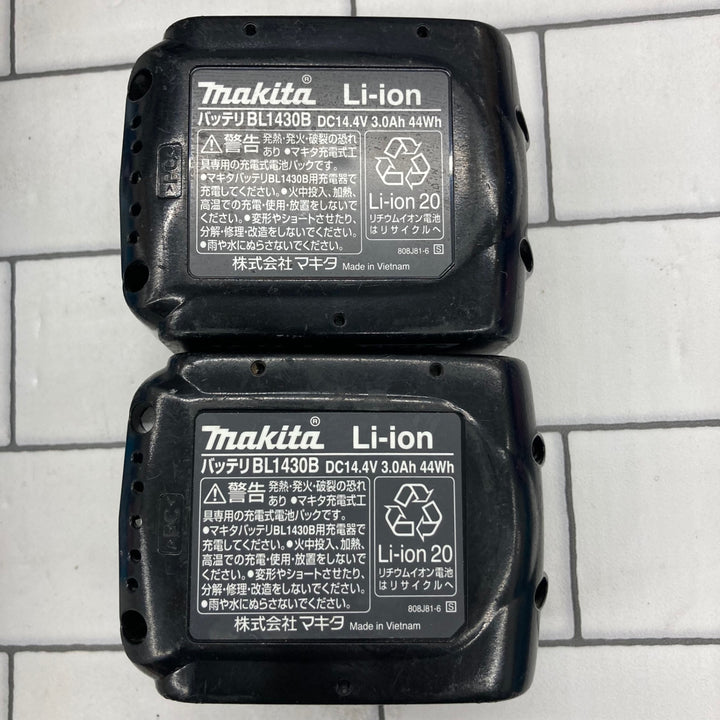 makita® Li-ion
バッテリ BL1430B DC14.4V 3.0Ah 44Wh
警告 発熱・発火・破裂の恐れ
あり ●マキタ充電式工
具専用の充電式電池パックです。
●マキタバッテリBL1430B用充電器で
充電してください。●火中投入、加熱、
高温での充電・使用・放置をしないで
ください。●変形やショートさせたり、
分解・修理・改造をしないでください。
●雨や水にぬらさないでください。
Li-ion 20
リチウムイオン電池
はリサイクルへ
808J81-6 S
株式会社マキタ Made in Vietnam
>PC<
makita® Li-ion
バッテリ BL1430B DC14.4V 3.0Ah 44Wh
警告 発熱・発火・破裂の恐れ
あり ●マキタ充電式工
具専用の充電式電池パックです。
●マキタバッテリBL1430B用充電器で
充電してください。●火中投入、加熱、
高温での充電・使用・放置をしないで
ください。●変形やショートさせたり、
分解・修理・改造をしないでください。
●雨や水にぬらさないでください。
Li-ion 20
リチウムイオン電池
はリサイクルへ
808J81-6 S
株式会社マキタ Made in Vietnam
>PC<